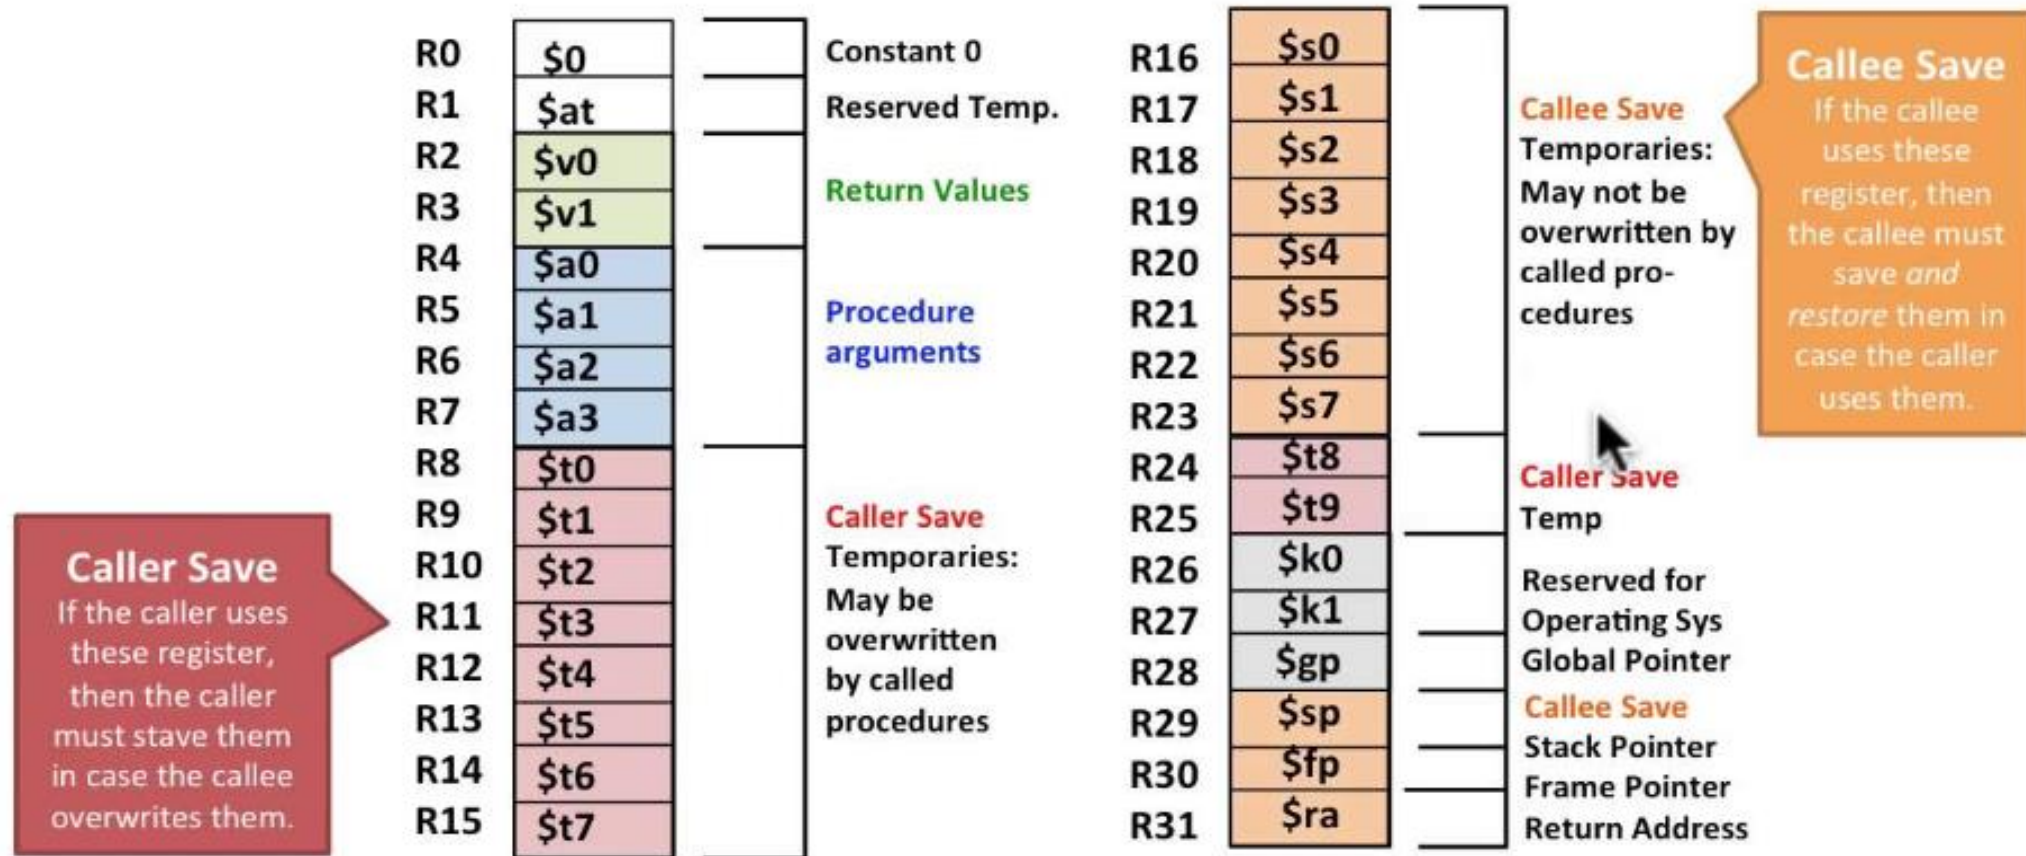 R0 $0 Constant 0
R1 $at Reserved Temp.
R2 $v0
R3 $v1
Return Values
R4 $a0
R5 $a1
R6 $a2
R7 $a3
Procedure
arguments
R8 $t0
R9 $t1
R10 $t2
R11 $t3
R12 $t4
R13 $t5
R14 $t6
R15 $t7
Caller Save
Temporaries:
May be
overwritten
by called
procedures
Caller Save
If the caller uses
these register,
then the caller
must stave them
in case the callee
overwrites them.
R16 $s0
R17 $s1
R18 $s2
R19 $s3
R20 $s4
R21 $s5
R22 $s6
R23 $s7
Callee Save
Temporaries:
May not be
overwritten by
called pro-
cedures
Callee Save
If the callee
uses these
register, then
the callee must
save and
restore them in
case the caller
uses them.
R24 $t8
R25 $t9
Caller Save
Temp
R26 $k0
R27 $k1
Reserved for
Operating Sys
R28 $gp Global Pointer
Callee Save
R29 $sp Stack Pointer
R30 $fp Frame Pointer
R31 $ra Return Address